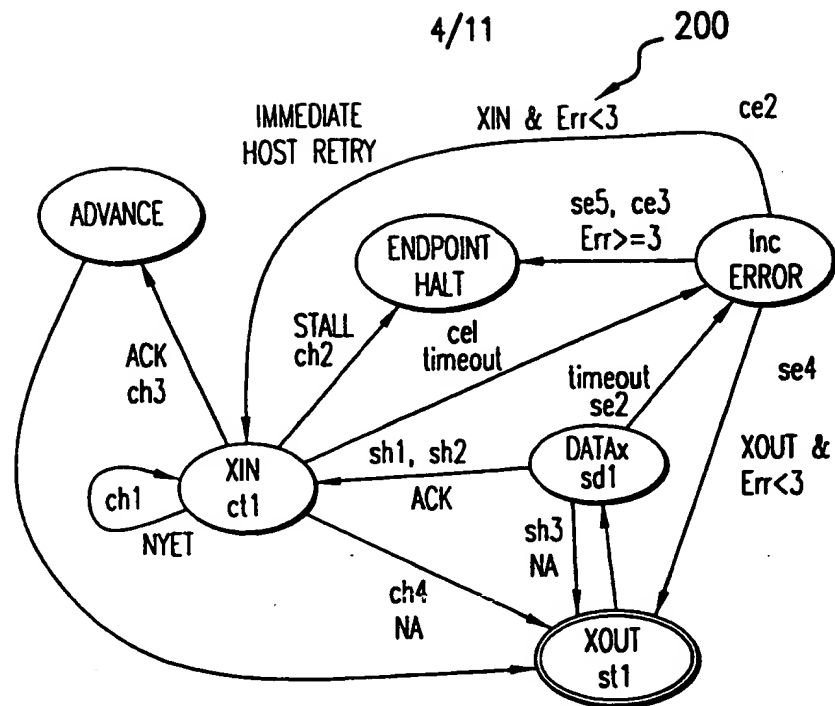 4/11
200
IMMEDIATE
HOST RETRY
XIN & Err<3
ce2
ADVANCE
ENDPOINT
HALT
se5, ce3
Err>=3
Inc
ERROR
ACK
ch3
STALL
ch2
cel
timeout
timeout
se2
se4
XOUT &
Err<3
XIN
ct1
sh1, sh2
ACK
DATAx
sd1
ch1
NYET
sh3
NA
ch4
NA
XOUT
st1